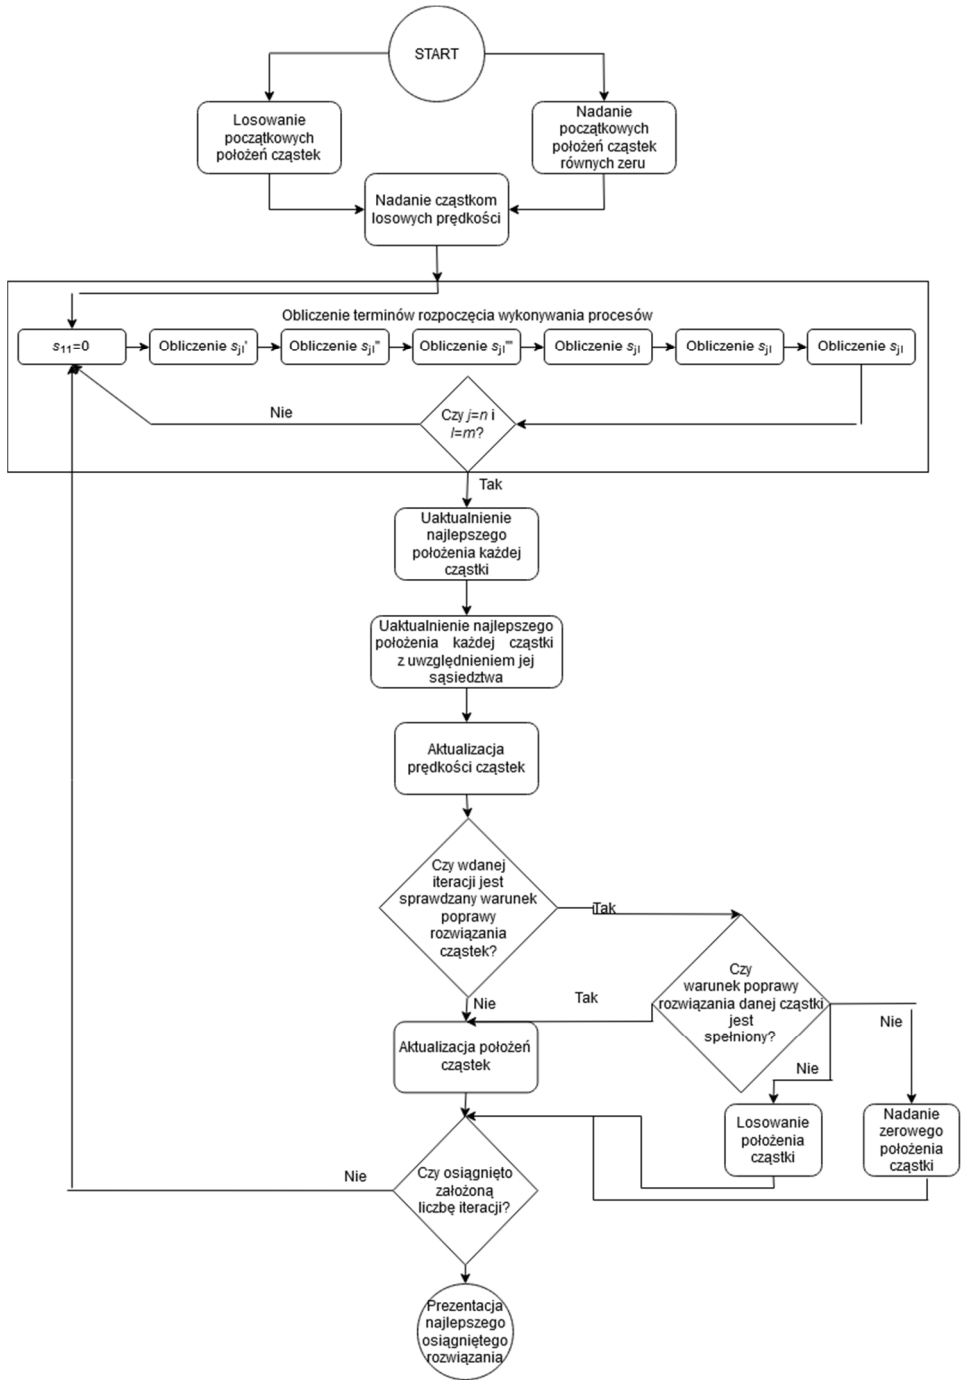 START
Losowanie
początkowych
położeń cząstek
Nadanie
początkowych
położeń cząstek
równych zeru
Nadanie cząstkom
losowych prędkości
Obliczenie terminów rozpoczęcia wykonywania procesów
s11=0
Obliczenie sjl'
Obliczenie sjl''
Obliczenie sjl'''
Obliczenie sjl
Obliczenie sjl
Obliczenie sjl
Nie
Czy j=n i
l=m?
Tak
Uaktualnienie
najlepszego
położenia każdej
cząstki
Uaktualnienie najlepszego
położenia każdej cząstki
z uwzględnieniem jej
sąsiedztwa
Aktualizacja
prędkości cząstek
Czy wdanej
iteracji jest
sprawdzany warunek
poprawy
rozwiązania
cząstek?
Tak
Nie
Czy
warunek poprawy
rozwiązania danej cząstki
jest
spełniony?
Tak
Nie
Nie
Aktualizacja położeń
cząstek
Losowanie
położenia
cząstki
Nadanie
zerowego
położenia
cząstki
Nie
Czy osiągnięto
założoną
liczbę iteracji?
Prezentacja
najlepszego
osiągniętego
rozwiązania